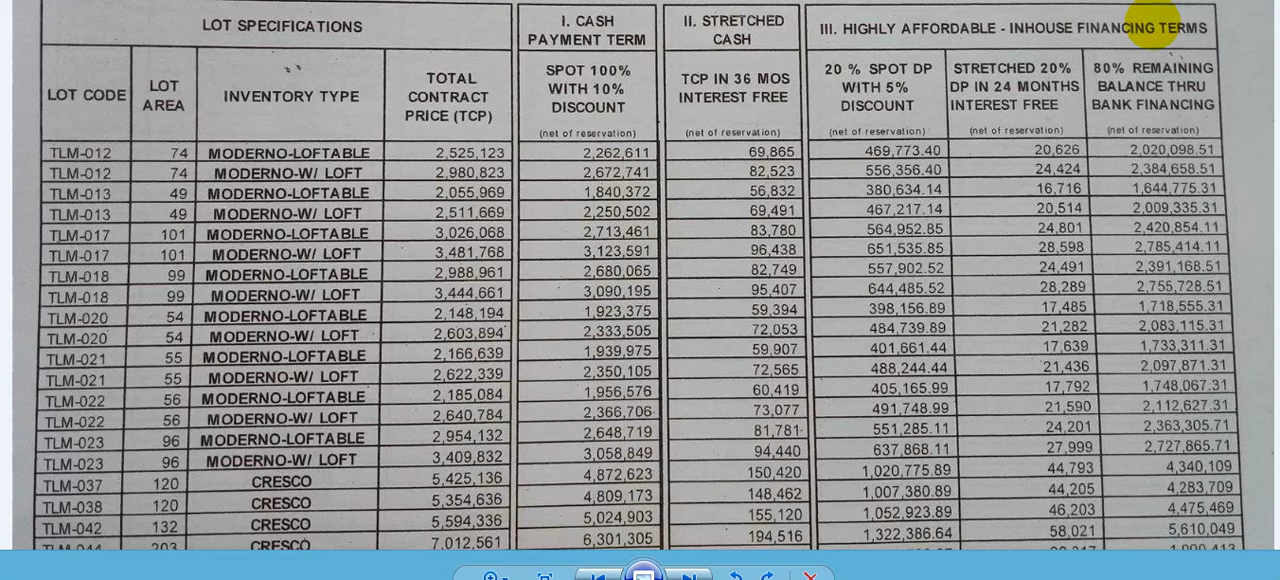 LOT SPECIFICATIONS
I. CASH PAYMENT TERM
II. STRETCHED CASH
III. HIGHLY AFFORDABLE - INHOUSE FINANCING TERMS
LOT CODE
LOT AREA
INVENTORY TYPE
TOTAL CONTRACT PRICE (TCP)
SPOT 100% WITH 10% DISCOUNT
(net of reservation)
TCP IN 36 MOS INTEREST FREE
(net of reservation)
20 % SPOT DP WITH 5% DISCOUNT
(net of reservation)
STRETCHED 20% DP IN 24 MONTHS INTEREST FREE
(net of reservation)
80% REMAINING BALANCE THRU BANK FINANCING
(net of reservation)
TLM-012 74 MODERNO-LOFTABLE 2,525,123 2,262,611 69,865 469,773.40 20,626 2,020,098.51
TLM-012 74 MODERNO-W/ LOFT 2,980,823 2,672,741 82,523 556,356.40 24,424 2,384,658.51
TLM-013 49 MODERNO-LOFTABLE 2,055,969 1,840,372 56,832 380,634.14 16,716 1,644,775.31
TLM-013 49 MODERNO-W/ LOFT 2,511,669 2,250,502 69,491 467,217.14 20,514 2,009,335.31
TLM-017 101 MODERNO-LOFTABLE 3,026,068 2,713,461 83,780 564,952.85 24,801 2,420,854.11
TLM-017 101 MODERNO-W/ LOFT 3,481,768 3,123,591 96,438 651,535.85 28,598 2,785,414.11
TLM-018 99 MODERNO-LOFTABLE 2,988,961 2,680,065 82,749 557,902.52 24,491 2,391,168.51
TLM-018 99 MODERNO-W/ LOFT 3,444,661 3,090,195 95,407 644,485.52 28,289 2,755,728.51
TLM-020 54 MODERNO-LOFTABLE 2,148,194 1,923,375 59,394 398,156.89 17,485 1,718,555.31
TLM-020 54 MODERNO-W/ LOFT 2,603,894 2,333,505 72,053 484,739.89 21,282 2,083,115.31
TLM-021 55 MODERNO-LOFTABLE 2,166,639 1,939,975 59,907 401,661.44 17,639 1,733,311.31
TLM-021 55 MODERNO-W/ LOFT 2,622,339 2,350,105 72,565 488,244.44 21,436 2,097,871.31
TLM-022 56 MODERNO-LOFTABLE 2,185,084 1,956,576 60,419 405,165.99 17,792 1,748,067.31
TLM-022 56 MODERNO-W/ LOFT 2,640,784 2,366,706 73,077 491,748.99 21,590 2,112,627.31
TLM-023 96 MODERNO-LOFTABLE 2,954,132 2,648,719 81,781 551,285.11 24,201 2,363,305.71
TLM-023 96 MODERNO-W/ LOFT 3,409,832 3,058,849 94,440 637,868.11 27,999 2,727,865.71
TLM-037 120 CRESCO 5,425,136 4,872,623 150,420 1,020,775.89 44,793 4,340,109
TLM-038 120 CRESCO 5,354,636 4,809,173 148,462 1,007,380.89 44,205 4,283,709
TLM-042 132 CRESCO 5,594,336 5,024,903 155,120 1,052,923.89 46,203 4,475,469
203 CRESCO 7,012,561 6,301,305 194,516 1,322,386.64 58,021 5,610,049